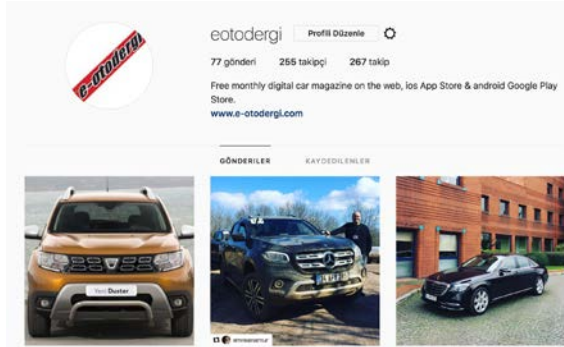 e-otodergi
eotodergi Profili Düzenle
77 gönderi 255 takipçi 267 takip
Free monthly digital car magazine on the web, ios App Store & android Google Play
Store.
www.e-otodergi.com
GÖNDERİLER KAYDEDİLENLER
Yeni Duster